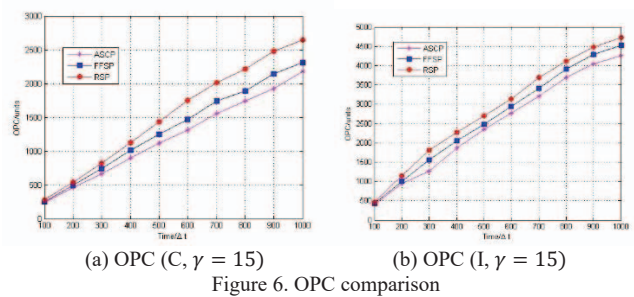 3000
2500
2000
1500
1000
500
0
OPC/units
ASCP
FFSP
RSP
100 200 300 400 500 600 700 800 900 1000
Time/Δ t
5000
4500
4000
3500
3000
2500
2000
1500
1000
500
0
OPC/units
ASCP
FFSP
RSP
100 200 300 400 500 600 700 800 900 1000
Time/Δ t
(a) OPC (C, γ = 15) (b) OPC (I, γ = 15)
Figure 6. OPC comparison